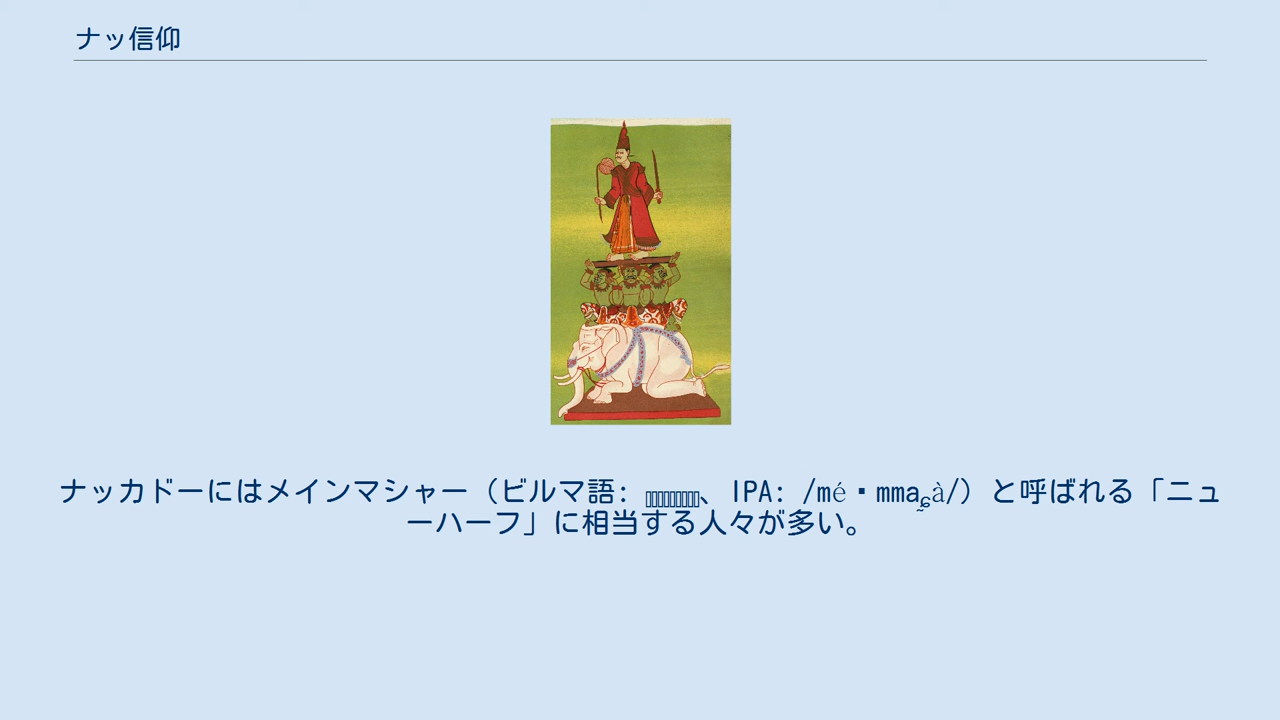 ナッ信仰
ナッカドーにはメインマシャー（ビルマ語: 、IPA: /mé mma̰ɕà/）と呼ばれる「ニュ
ーハーフ」に相当する人々が多い。